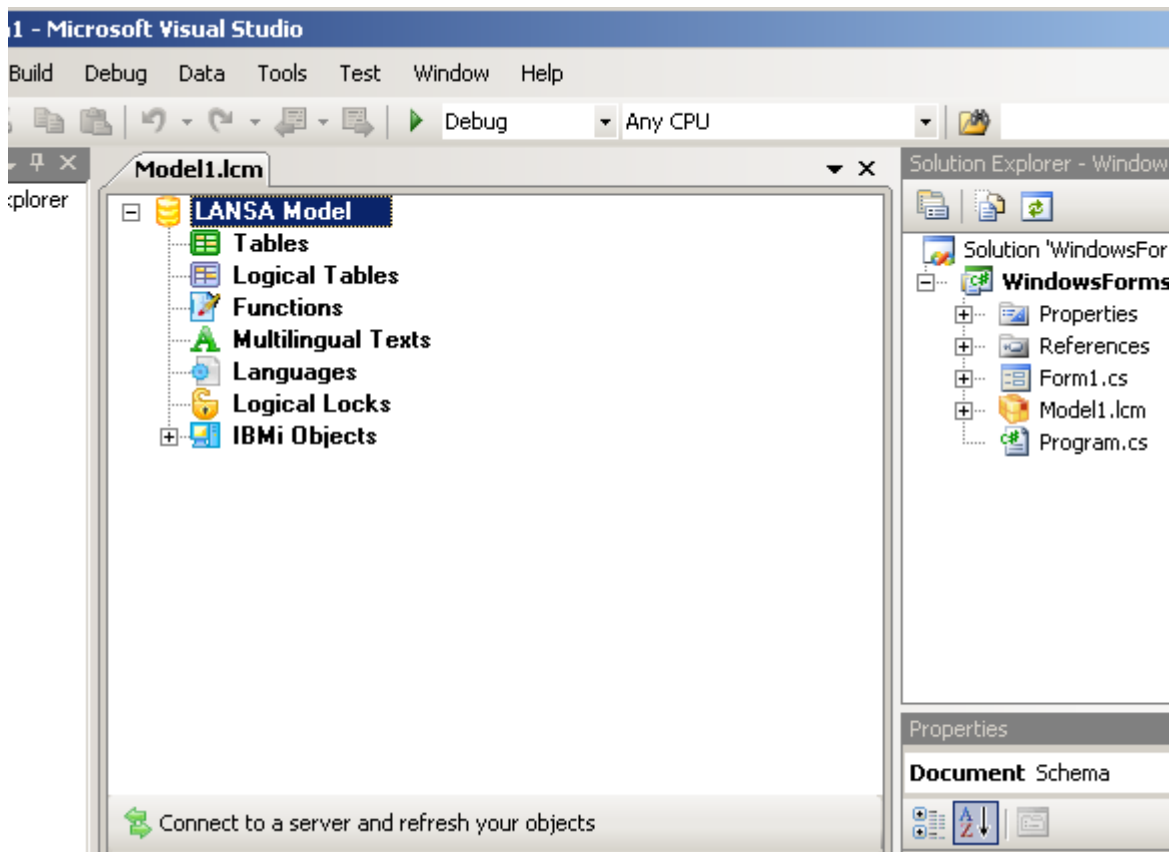 1 - Microsoft Visual Studio
Build Debug Data Tools Test Window Help
Debug Any CPU
xplorer
Model1.lcm
LANSA Model
Tables
Logical Tables
Functions
Multilingual Texts
Languages
Logical Locks
IBMi Objects
Connect to a server and refresh your objects
Solution Explorer - Window
Solution 'WindowsFor
WindowsForms
Properties
References
Form1.cs
Model1.lcm
Program.cs
Properties
Document Schema